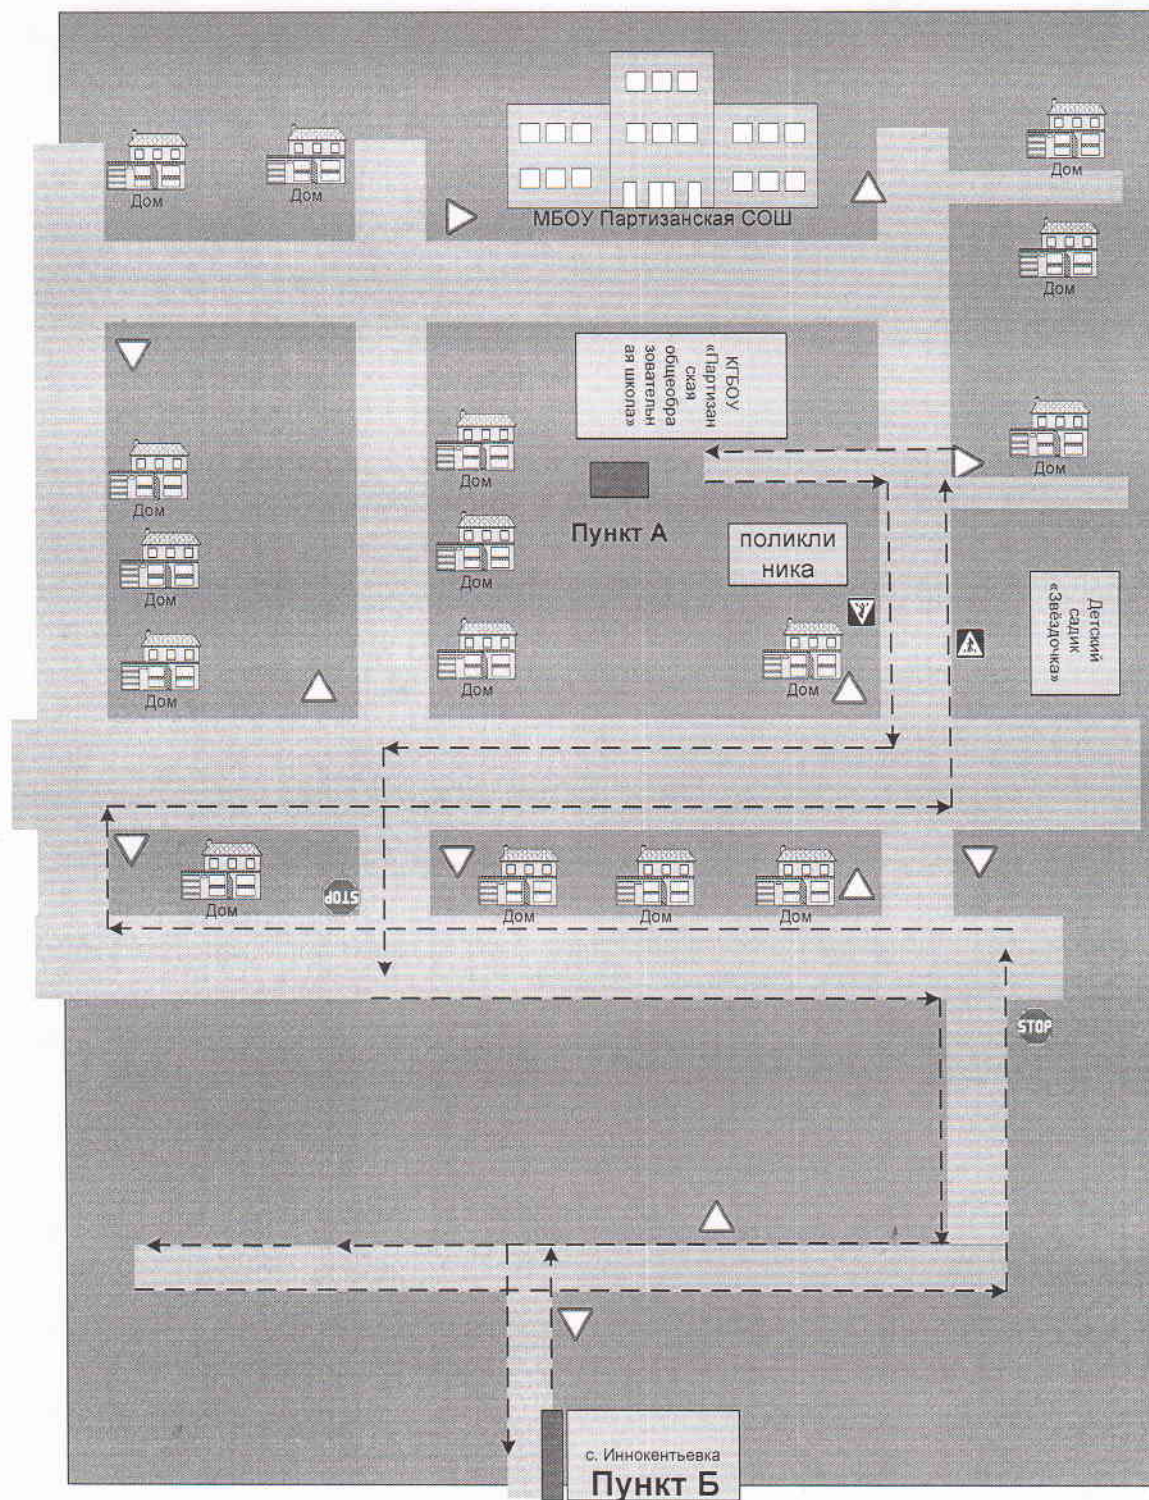 Дом
Дом
Дом
МБОУ Партизанская СОШ
Дом
КГБОУ
«Партизан
ская
общеобра
зовательн
ая школа»
Дом
Дом
Дом
Пункт А
Дом
Дом
поликли
ника
Детский
садик
«Звёздочка»
Дом
Дом
Дом
Дом
STOP
Дом
Дом
Дом
Дом
STOP
с. Иннокентьевка
Пункт Б